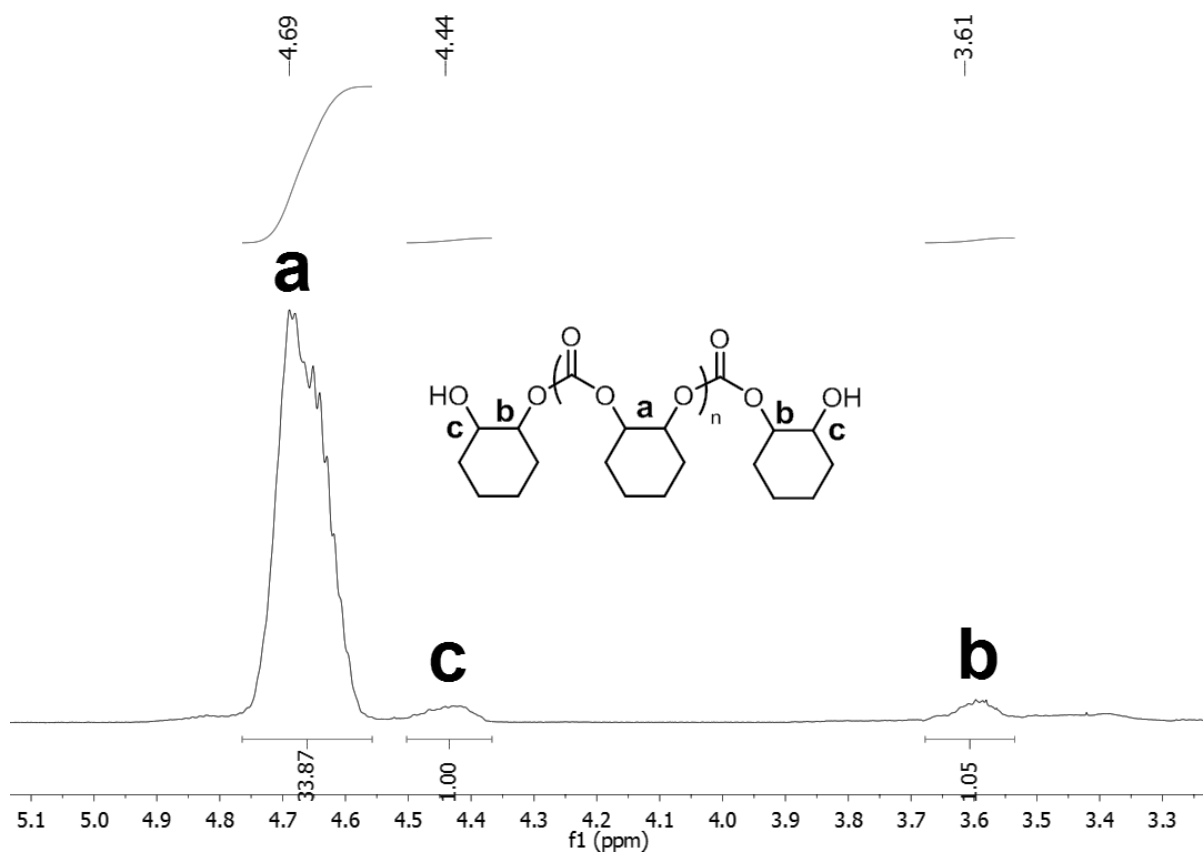 4.69 4.44 3.61
a
O O
HO O O O O OH
b a n b
c c
c b
33.87 1.00 1.05
5.1 5.0 4.9 4.8 4.7 4.6 4.5 4.4 4.3 4.2 4.1 4.0 3.9 3.8 3.7 3.6 3.5 3.4 3.3
f1 (ppm)